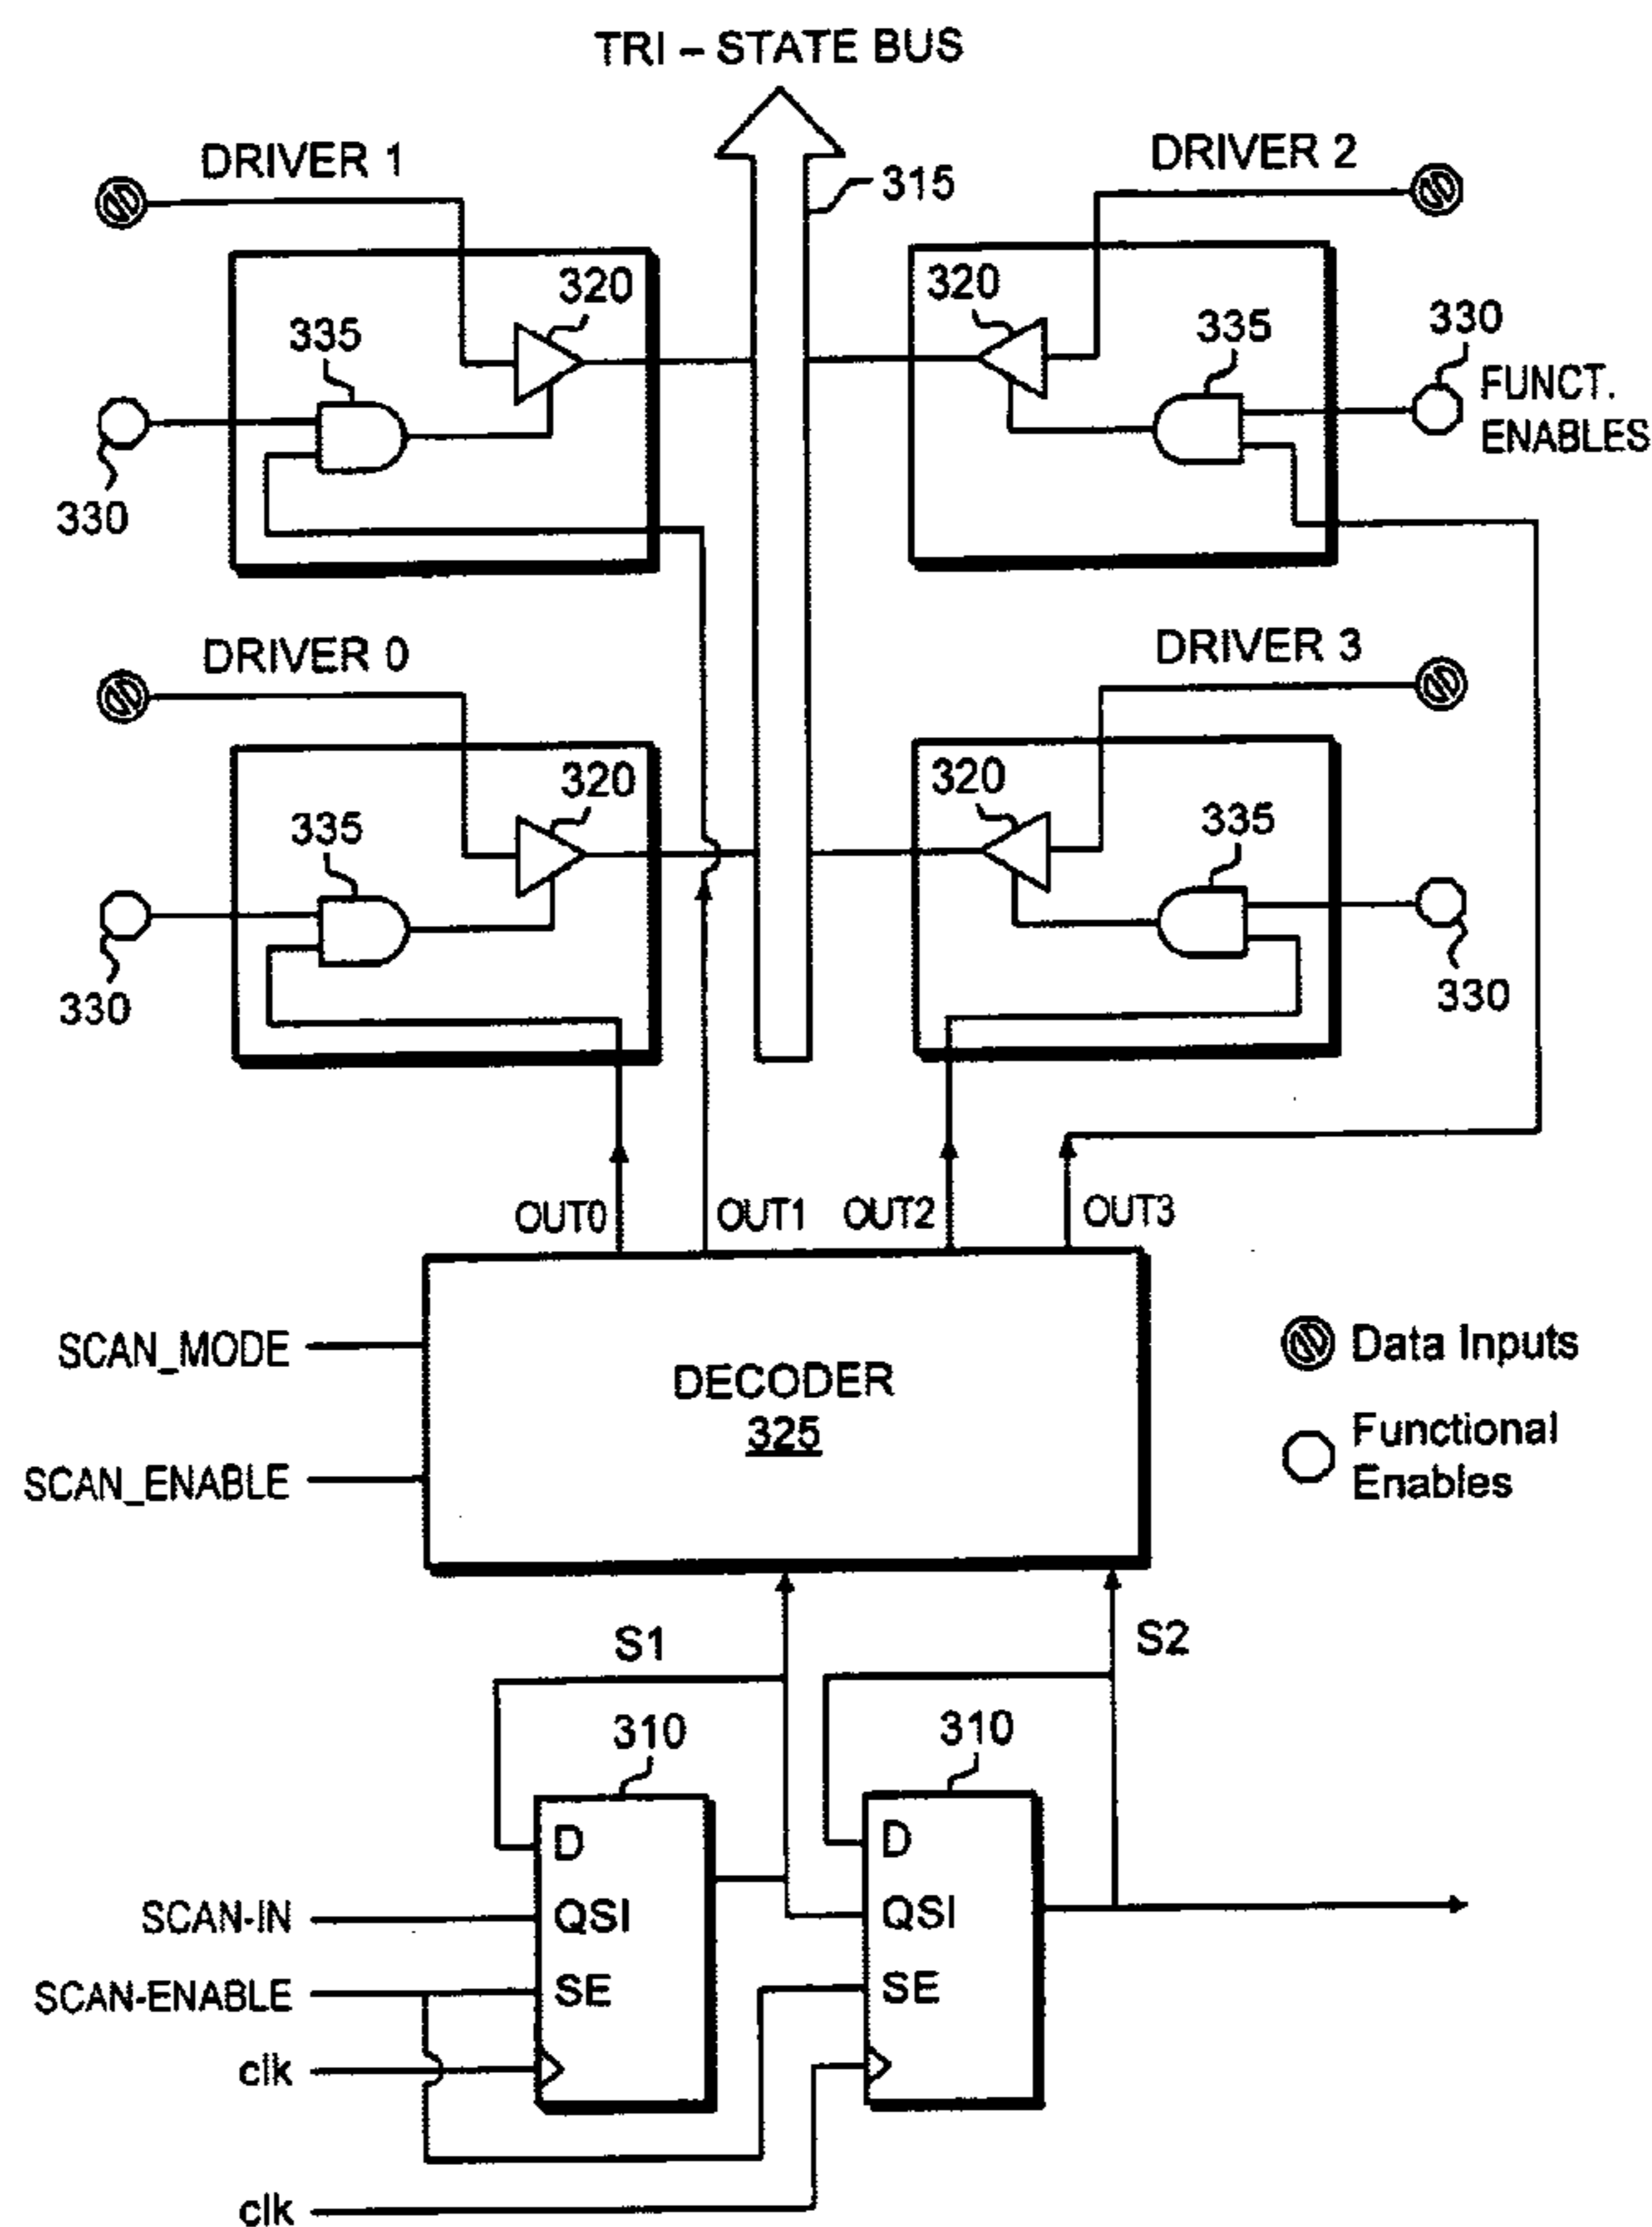 TRI – STATE BUS
DRIVER 1
DRIVER 2
315
320
320
335
335
330
FUNCT.
ENABLES
330
DRIVER 0
DRIVER 3
320
320
335
335
330
330
OUT0
OUT1
OUT2
OUT3
SCAN_MODE
DECODER
325
SCAN_ENABLE
Data Inputs
Functional
Enables
S1
S2
310
310
D
D
SCAN-IN
QSI
QSI
SCAN-ENABLE
SE
SE
clk
clk